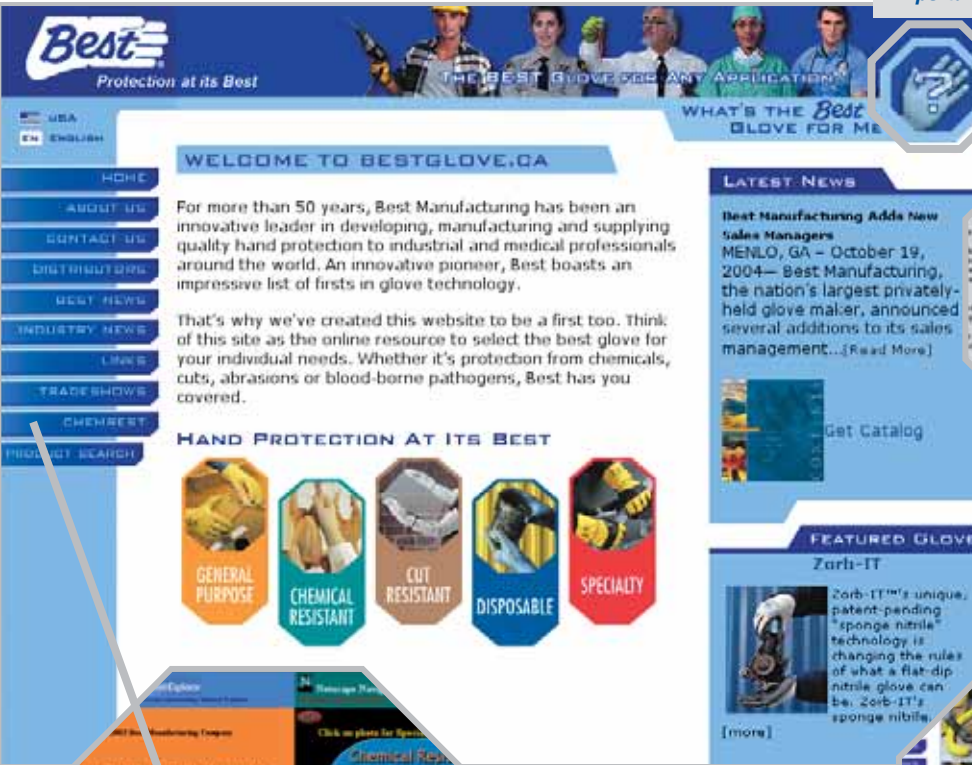 Best
Protection at its Best
THE BEST GLOVE FOR ANY APPLICATION
WHAT'S THE Best
GLOVE FOR ME
?
USA
EN ENGLISH
HOME
ABOUT US
CONTACT US
DISTRIBUTORS
BEST NEWS
INDUSTRY NEWS
LINKS
TRADESHOWS
CHEMREST
PRODUCT SEARCH
WELCOME TO BESTGLOVE.CA
For more than 50 years, Best Manufacturing has been an
innovative leader in developing, manufacturing and supplying
quality hand protection to industrial and medical professionals
around the world. An innovative pioneer, Best boasts an
impressive list of firsts in glove technology.
That's why we've created this website to be a first too. Think
of this site as the online resource to select the best glove for
your individual needs. Whether it's protection from chemicals,
cuts, abrasions or blood-borne pathogens, Best has you
covered.
HAND PROTECTION AT ITS BEST
GENERAL
PURPOSE
CHEMICAL
RESISTANT
CUT
RESISTANT
DISPOSABLE
SPECIALTY
LATEST NEWS
Best Manufacturing Adds New
Sales Managers
MENLO, GA – October 19,
2004— Best Manufacturing,
the nation's largest privately-
held glove maker, announced
several additions to its sales
management...[Read More]
Get Catalog
FEATURED GLOVE
Zorb-IT
Zorb-IT™'s unique,
patent-pending
"sponge nitrile"
technology is
changing the rules
of what a flat-dip
nitrile glove can
be. Zorb-IT's
sponge nitrile
[more]
Explorer
Manufacturing Company
N Netscape
Click on photo for
Chemical